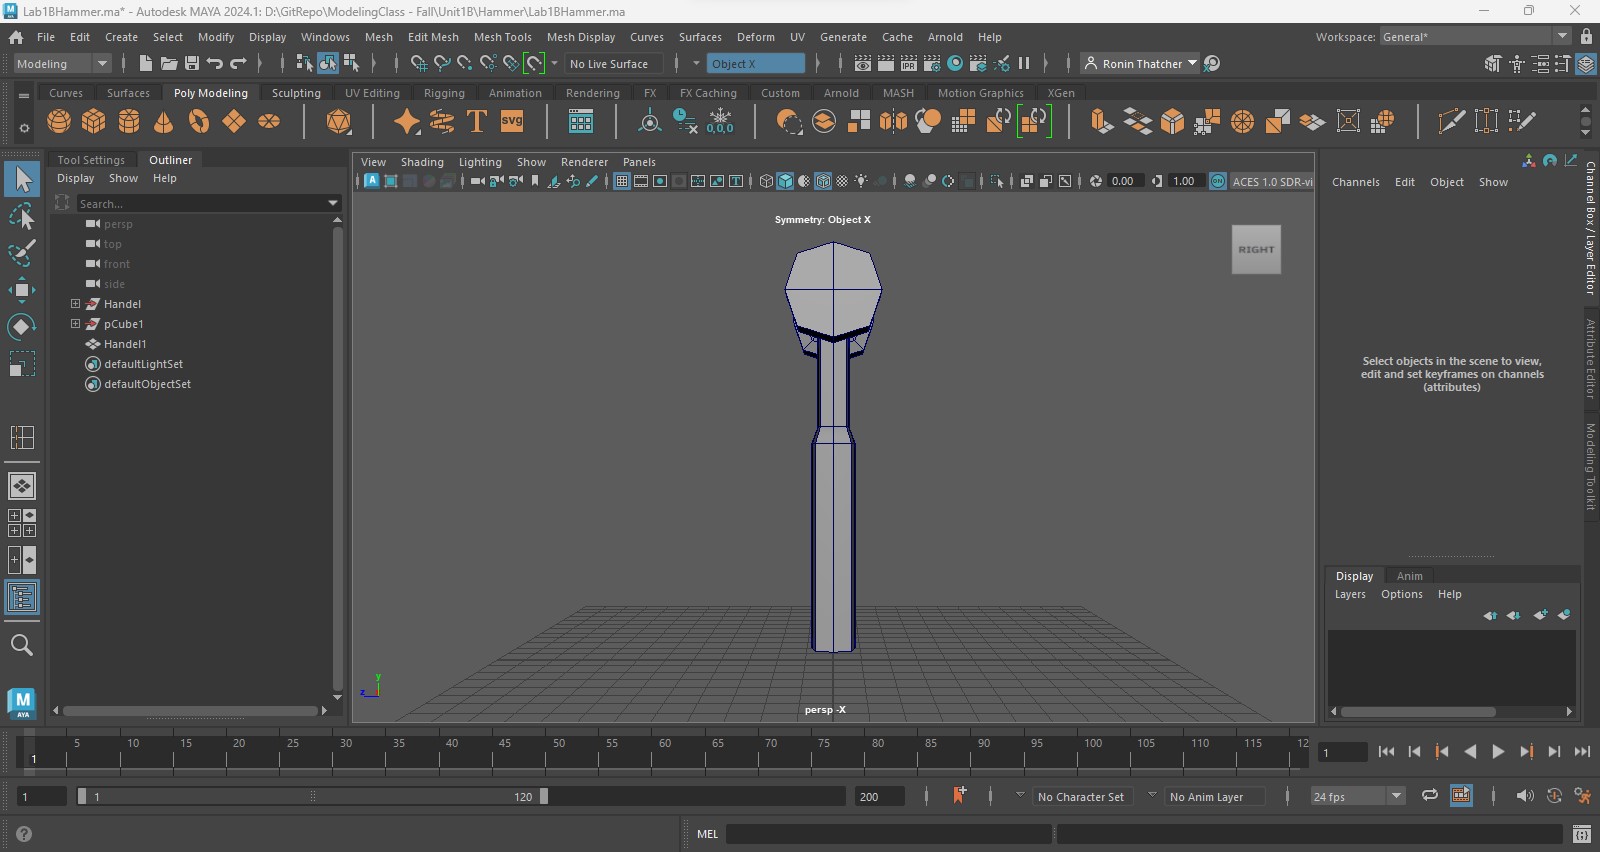 Lab1BHammer.ma* - Autodesk MAYA 2024.1: D:\GitRepo\ModelingClass - Fall\Unit1B\Hammer\Lab1BHammer.ma
File Edit Create Select Modify Display Windows Mesh Edit Mesh Mesh Tools Mesh Display Curves Surfaces Deform UV Generate Cache Arnold Help Workspace: General*
Modeling No Live Surface Object X IPR Ronin Thatcher
Curves Surfaces Poly Modeling Sculpting UV Editing Rigging Animation Rendering FX FX Caching Custom Arnold MASH Motion Graphics XGen
T SVG 0,0,0
Tool Settings Outliner
Display Show Help
Search...
persp
top
front
side
Handel
pCube1
Handel1
defaultLightSet
defaultObjectSet
M
AYA
View Shading Lighting Show Renderer Panels
A 0.00 1.00 ON ACES 1.0 SDR-vi
Symmetry: Object X
RIGHT
y
z
persp -X
Channels Edit Object Show
Select objects in the scene to view,
edit and set keyframes on channels
(attributes)
Channel Box / Layer Editor
Attribute Editor
Modeling Toolkit
Display Anim
Layers Options Help
1 5 10 15 20 25 30 35 40 45 50 55 60 65 70 75 80 85 90 95 100 105 110 115 12
1
1 1 120 200 No Character Set No Anim Layer 24 fps
MEL